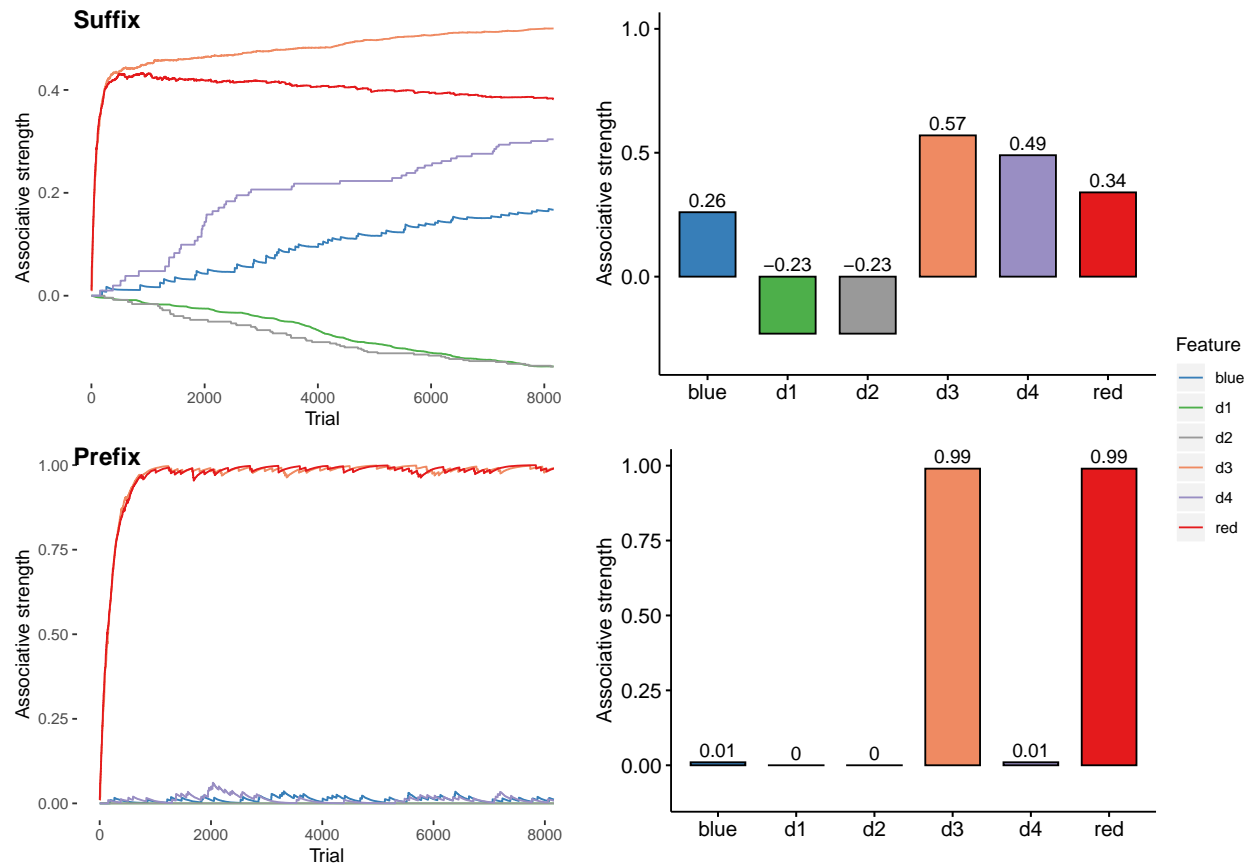 Suffix
Associative strength
0.4
0.2
0.0
0 2000 4000 6000 8000
Trial
Associative strength
1.0
0.5
0.0
0.26
−0.23
−0.23
0.57
0.49
0.34
blue d1 d2 d3 d4 red
Feature
blue
d1
d2
d3
d4
red
Prefix
Associative strength
1.00
0.75
0.50
0.25
0.00
0 2000 4000 6000 8000
Trial
Associative strength
1.00
0.75
0.50
0.25
0.00
0.01
0
0
0.99
0.01
0.99
blue d1 d2 d3 d4 red